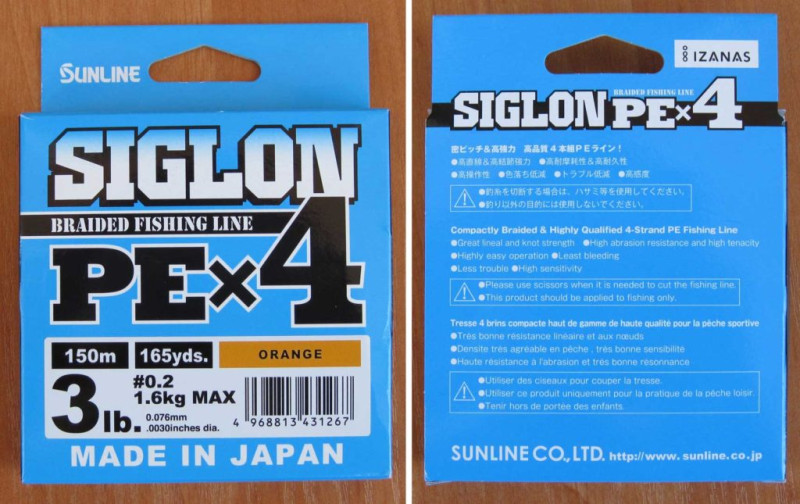 SUNLINE
SIGLON
BRAIDED FISHING LINE
PE×4
150m 165yds. ORANGE
3lb.
#0.2
1.6kg MAX
0.076mm
.0030inches dia.
4 968813 431267
MADE IN JAPAN
IZANAS
BRAIDED FISHING LINE
SIGLON PE×4
密ピッチ&高強力 高品質4本組PEライン!
●高直線&高結節強力 ●高耐摩耗性&高耐久性
●高操作性 ●色落ち低減 ●トラブル低減 ●高感度
●釣糸を切断する場合は、ハサミ等を使用してください。
●釣り以外の目的には使用しないでください。
Compactly Braided & Highly Qualified 4-Strand PE Fishing Line
●Great lineal and knot strength ●High abrasion resistance and high tenacity
●Highly easy operation ●Least bleeding
●Less trouble ●High sensitivity
●Please use scissors when it is needed to cut the fishing line.
●This product should be applied to fishing only.
Tresse 4 brins compacte haut de gamme de haute qualité pour la pêche sportive
●Très bonne résistance linéaire et aux nœuds
●Densite très agréable en pêche . très bonne sensibilité
●Haute résistance à l'abrasion et très bonne resonnance
●Utiliser des ciseaux pour couper la tresse.
●Utiliser ce produit uniquement pour la pratique de la pêche loisir.
●Tenir hors de portée des enfants.
SUNLINE CO., LTD. http://www.sunline.co.jp